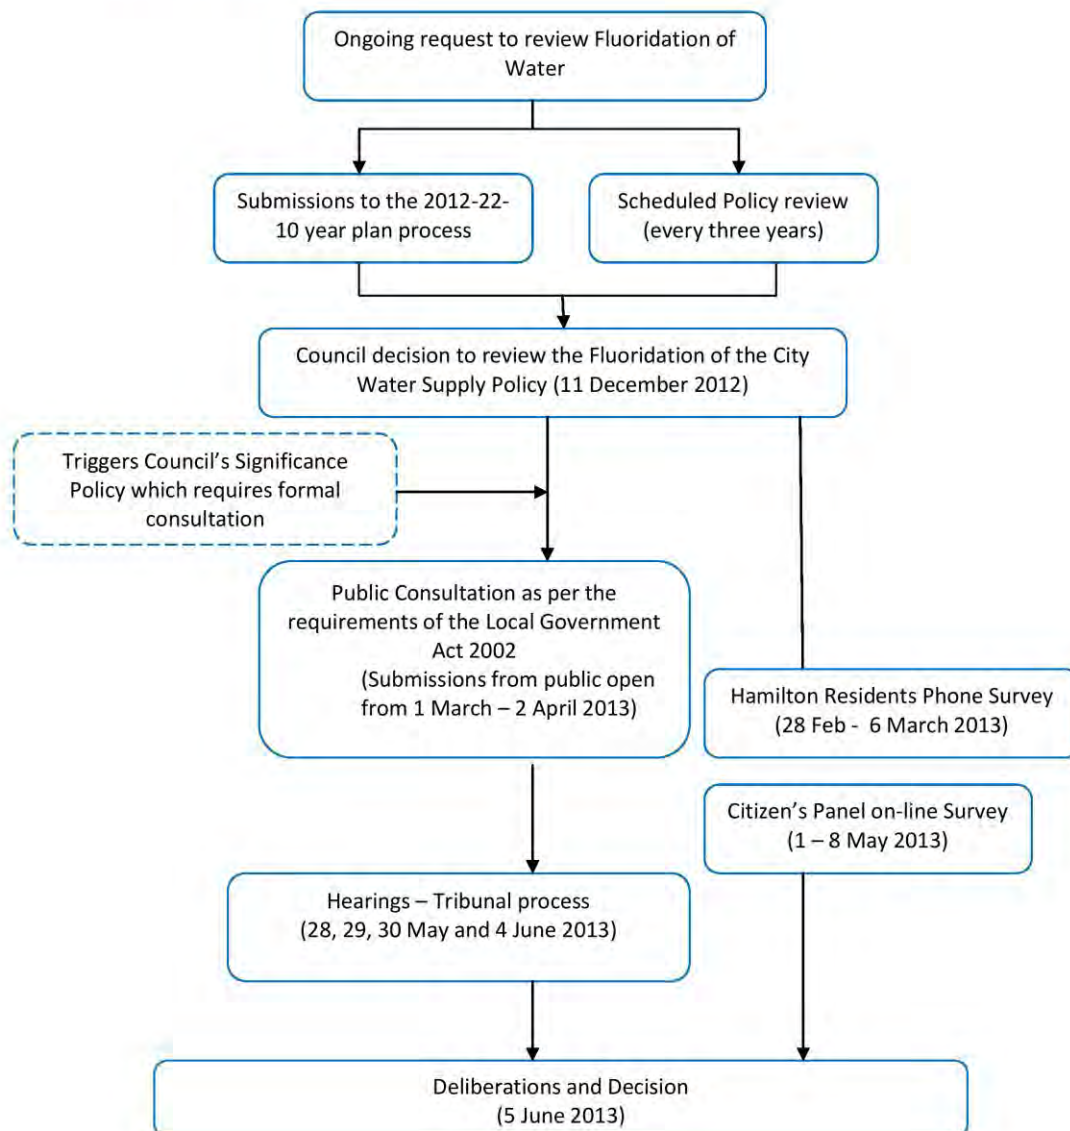 Ongoing request to review Fluoridation of
Water
Submissions to the 2012-22-
10 year plan process
Scheduled Policy review
(every three years)
Council decision to review the Fluoridation of the City
Water Supply Policy (11 December 2012)
Triggers Council’s Significance
Policy which requires formal
consultation
Public Consultation as per the
requirements of the Local Government
Act 2002
(Submissions from public open
from 1 March – 2 April 2013)
Hamilton Residents Phone Survey
(28 Feb - 6 March 2013)
Citizen’s Panel on-line Survey
(1 – 8 May 2013)
Hearings – Tribunal process
(28, 29, 30 May and 4 June 2013)
Deliberations and Decision
(5 June 2013)